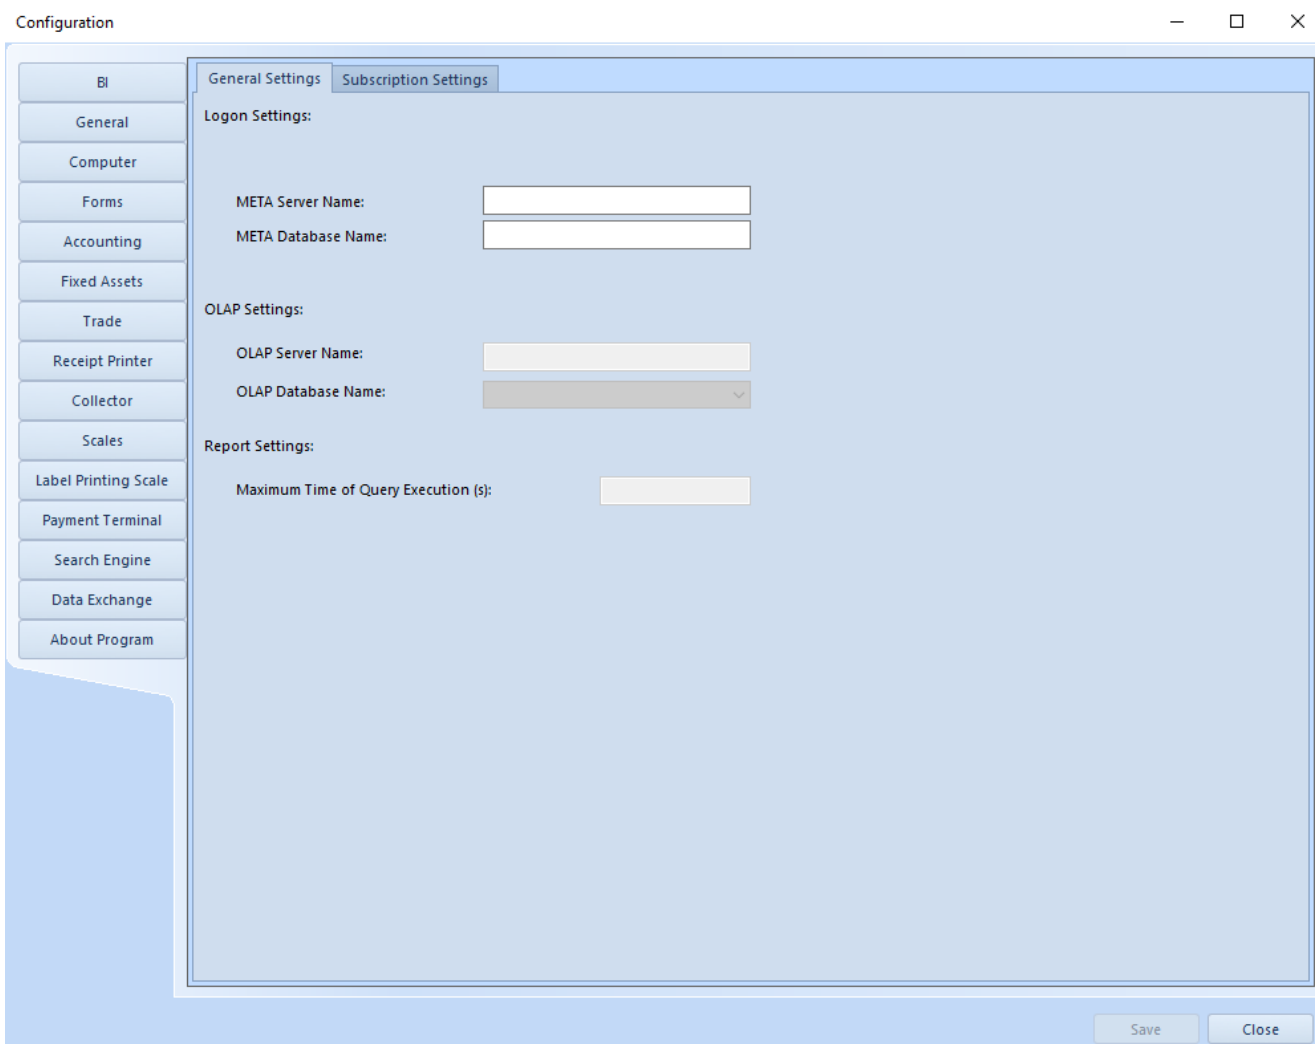 Configuration
BI
General
Computer
Forms
Accounting
Fixed Assets
Trade
Receipt Printer
Collector
Scales
Label Printing Scale
Payment Terminal
Search Engine
Data Exchange
About Program
General Settings Subscription Settings
Logon Settings:
META Server Name:
META Database Name:
OLAP Settings:
OLAP Server Name:
OLAP Database Name:
Report Settings:
Maximum Time of Query Execution (s):
Save Close